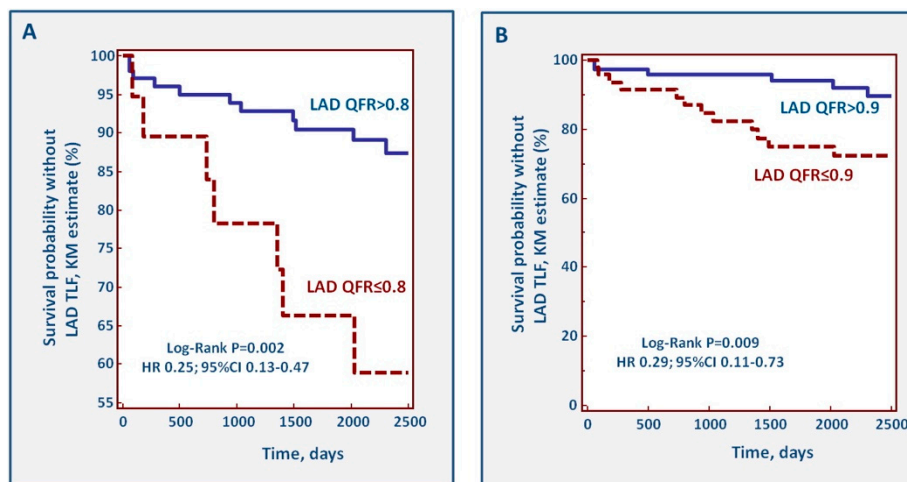 A
Survival probability without
LAD TLF, KM estimate (%)
100
95
90
85
80
75
70
65
60
55
LAD QFR>0.8
LAD QFR≤0.8
Log-Rank P=0.002
HR 0.25; 95%CI 0.13-0.47
0
500
1000
1500
2000
2500
Time, days
B
Survival probability without
LAD TLF, KM estimate (%)
100
80
60
40
20
0
LAD QFR>0.9
LAD QFR≤0.9
Log-Rank P=0.009
HR 0.29; 95%CI 0.11-0.73
0
500
1000
1500
2000
2500
Time, days